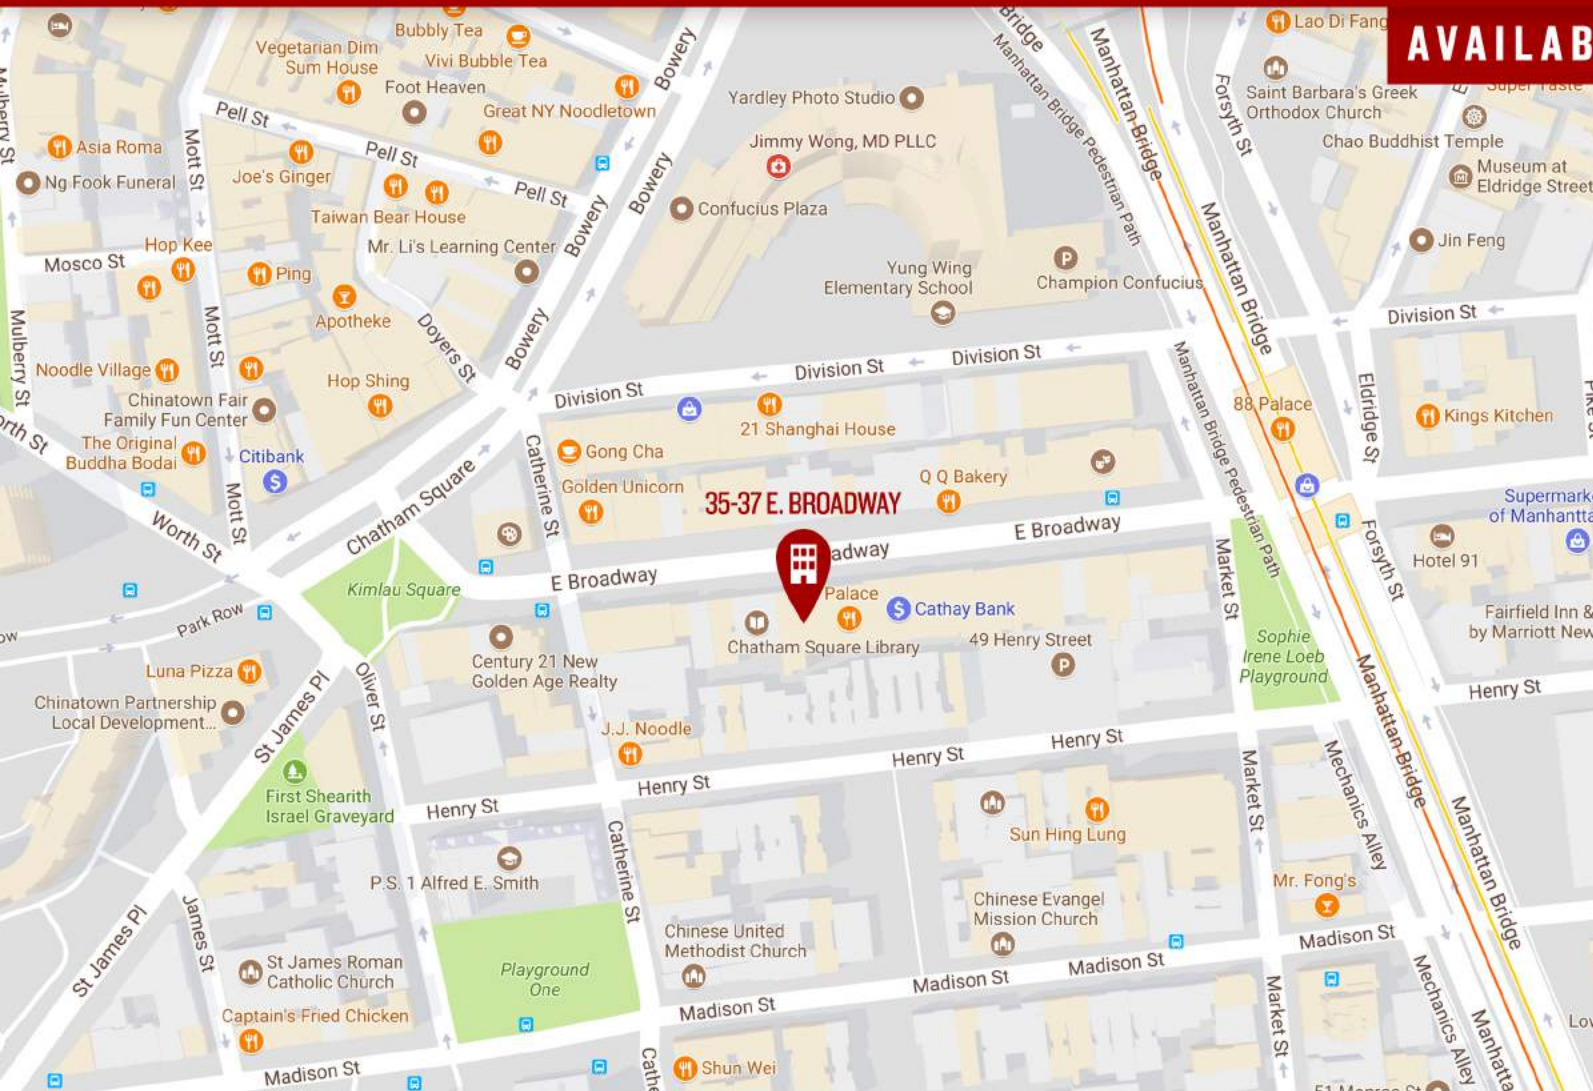 AVAILAB
Lao Di Fang
Bubbly Tea
Vivi Bubble Tea
Vegetarian Dim
Sum House
Foot Heaven
Great NY Noodletown
Bowery
Bridge
Manhattan Bridge
Manhattan Bridge Pedestrian Path
Forsyth St
Saint Barbara's Greek
Orthodox Church
Super Taste
Chao Buddhist Temple
Museum at
Eldridge Street
Jin Feng
Yardley Photo Studio
Jimmy Wong, MD PLLC
Confucius Plaza
Yung Wing
Elementary School
P
Champion Confucius
Mulberry St
Asia Roma
Ng Fook Funeral
Mott St
Pell St
Pell St
Pell St
Joe's Ginger
Taiwan Bear House
Mr. Li's Learning Center
Bowery
Bowery
Bowery
Manhattan Bridge
Hop Kee
Mosco St
Ping
Apotheke
Doyers St
Mulberry St
Mott St
Noodle Village
Chinatown Fair
Family Fun Center
Hop Shing
The Original
Buddha Bodai
Citibank
$
orth St
Division St
Division St
Division St
Division St
21 Shanghai House
Gong Cha
Golden Unicorn
Q Q Bakery
88 Palace
Kings Kitchen
Eldridge St
Manhattan Bridge Pedestrian Path
Catherine St
Chatham Square
Mott St
Worth St
35-37 E. BROADWAY
E Broadway
adway
E Broadway
Supermark
of Manhatta
Hotel 91
Forsyth St
Market St
Fairfield Inn &
by Marriott New
Kimlau Square
Park Row
ow
Palace
$
Cathay Bank
Chatham Square Library
49 Henry Street
P
Sophie
Irene Loeb
Playground
Century 21 New
Golden Age Realty
Luna Pizza
Chinatown Partnership
Local Development...
St James Pl
Oliver St
J.J. Noodle
Henry St
Henry St
Henry St
Henry St
Henry St
Manhattan Bridge
First Shearith
Israel Graveyard
Market St
Mechanics Alley
Manhattan Bridge
Sun Hing Lung
P.S. 1 Alfred E. Smith
Catherine St
Mr. Fong's
Chinese Evangel
Mission Church
Chinese United
Methodist Church
St James Pl
James St
St James Roman
Catholic Church
Captain's Fried Chicken
Playground
One
Madison St
Madison St
Madison St
Madison St
Madison St
Market St
Mechanics Alley
Manhatt
Lov
Shun Wei
Cathe